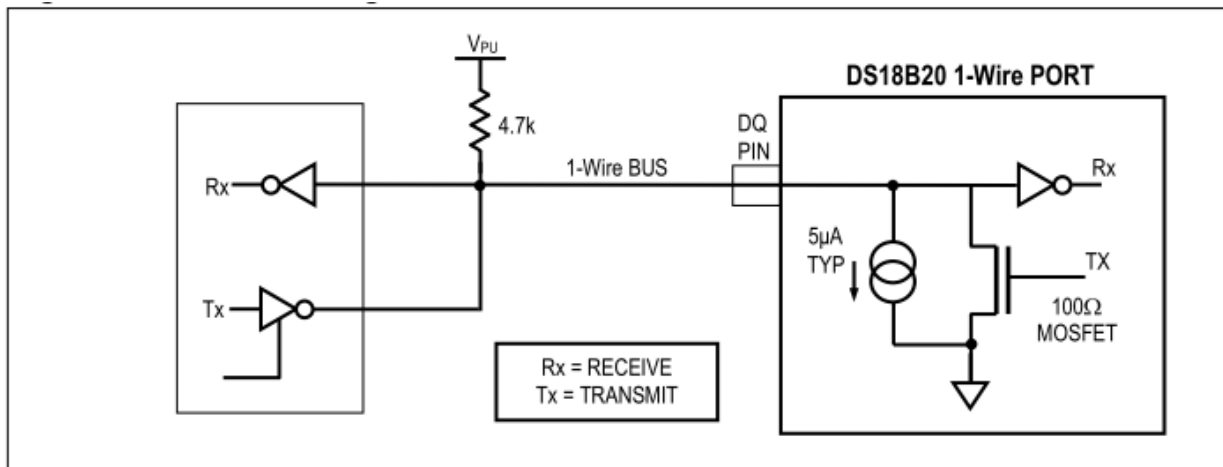 VPU
4.7k
DS18B20 1-Wire PORT
DQ
PIN
1-Wire BUS
Rx
Rx
5µA
TYP
TX
Tx
100Ω
MOSFET
Rx = RECEIVE
Tx = TRANSMIT